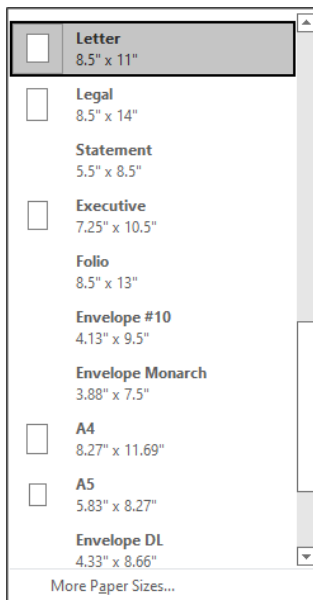 Letter
8.5" x 11"
Legal
8.5" x 14"
Statement
5.5" x 8.5"
Executive
7.25" x 10.5"
Folio
8.5" x 13"
Envelope #10
4.13" x 9.5"
Envelope Monarch
3.88" x 7.5"
A4
8.27" x 11.69"
A5
5.83" x 8.27"
Envelope DL
4.33" x 8.66"
More Paper Sizes...